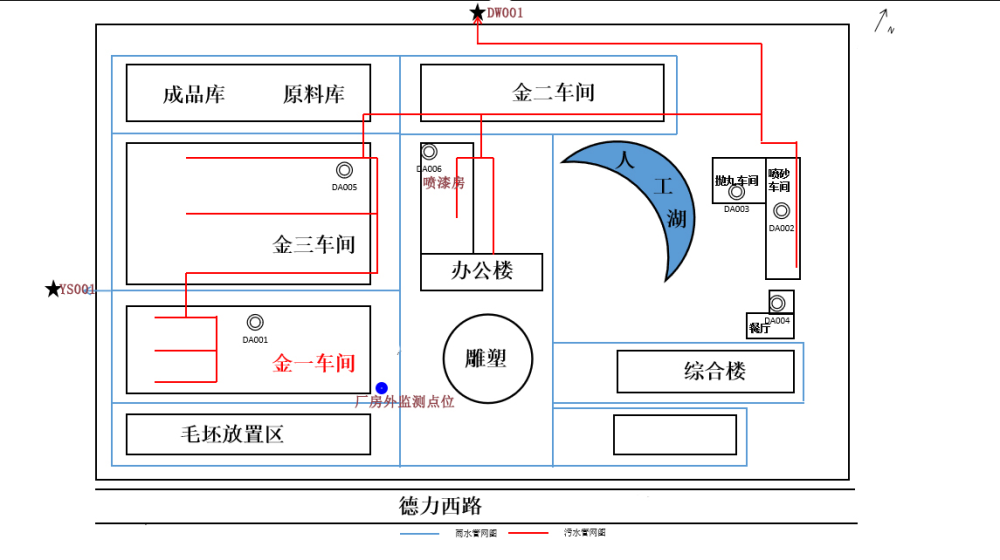 DW001
N
成品库 原料库
金二车间
DA005
DA006
喷漆房
人
工
湖
抛丸车间
喷砂
车间
DA003
DA002
金三车间
办公楼
YS001
DA001
金一车间
雕塑
DA004
餐厅
综合楼
厂房外监测点位
毛坯放置区
德力西路
雨水管网图
污水管网图